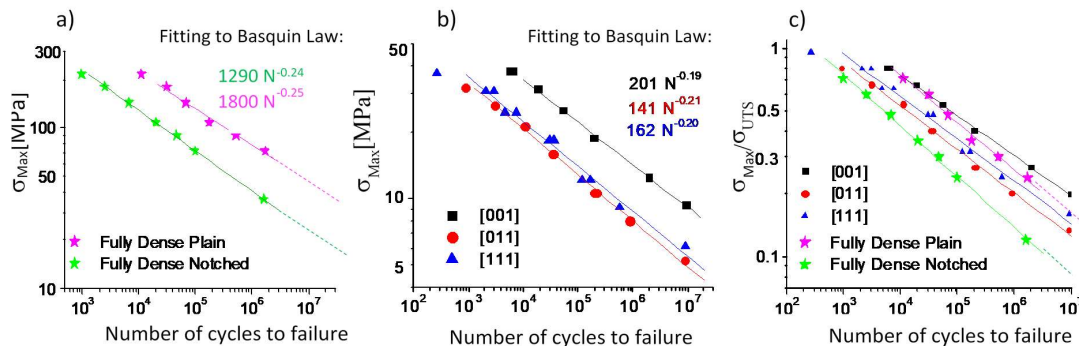 a)
Fitting to Basquin Law:
1290 N^-0.24
1800 N^-0.25
300
100
50
10
σMax[MPa]
Fully Dense Plain
Fully Dense Notched
10^3 10^4 10^5 10^6 10^7
Number of cycles to failure
b)
Fitting to Basquin Law:
50
10
5
4
σMax[MPa]
201 N^-0.19
141 N^-0.21
162 N^-0.20
[001]
[011]
[111]
10^2 10^3 10^4 10^5 10^6 10^7
Number of cycles to failure
c)
1
0.5
0.3
0.1
σMax/σUTS
[001]
[011]
[111]
Fully Dense Plain
Fully Dense Notched
10^2 10^3 10^4 10^5 10^6 10^7
Number of cycles to failure